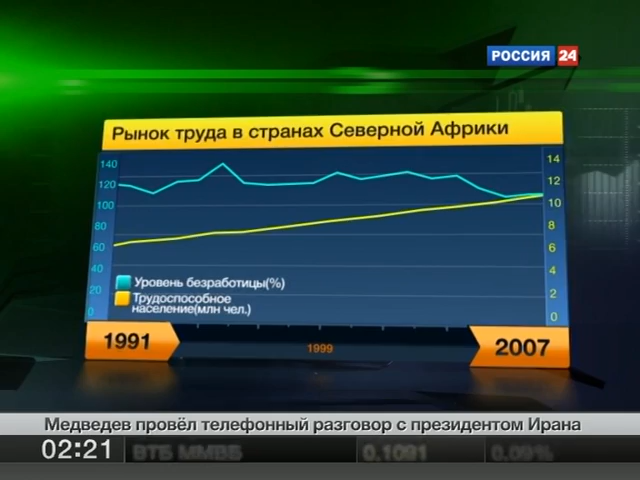 РОССИЯ 24
Рынок труда в странах Северной Африки
140
120
100
80
60
40
20
0
14
12
10
8
6
4
2
0
Уровень безработицы(%)
Трудоспособное
население(млн чел.)
1991
1999
2007
Медведев провёл телефонный разговор с президентом Ирана
02:21 ВТБ ММВБ 0.1091 0.09%